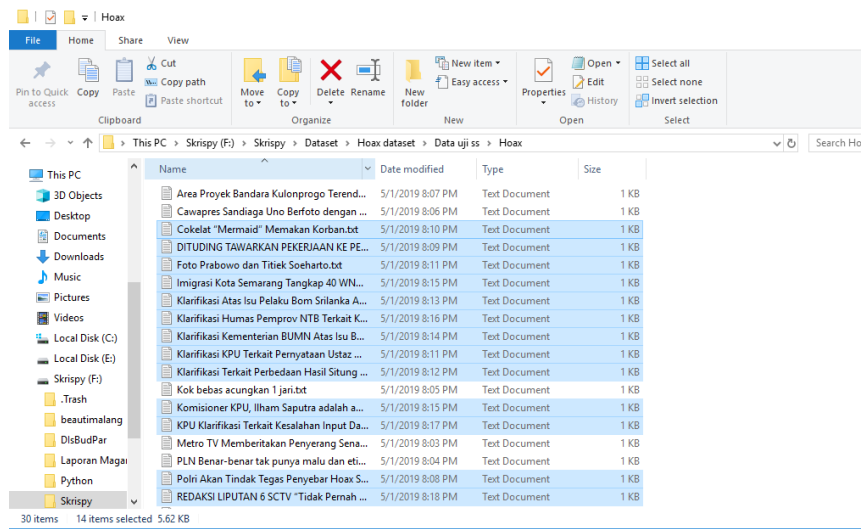 Hoax
File Home Share View
Pin to Quick access
Copy
Paste
Cut
Copy path
Paste shortcut
Clipboard
Move to
Copy to
Delete
Rename
Organize
New folder
New item
Easy access
New
Properties
Open
Edit
History
Open
Select all
Select none
Invert selection
Select
This PC > Skrispy (F:) > Skrispy > Dataset > Hoax dataset > Data uji ss > Hoax
Search Ho
This PC
3D Objects
Desktop
Documents
Downloads
Music
Pictures
Videos
Local Disk (C:)
Local Disk (E:)
Skrispy (F:)
.Trash
beautimalang
DIsBudPar
Laporan Magai
Python
Skrispy
Name Date modified Type Size
Area Proyek Bandara Kulonprogo Terend... 5/1/2019 8:07 PM Text Document 1 KB
Cawapres Sandiaga Uno Berfoto dengan ... 5/1/2019 8:06 PM Text Document 1 KB
Cokelat "Mermaid" Memakan Korban.txt 5/1/2019 8:10 PM Text Document 1 KB
DITUDING TAWARKAN PEKERJAAN KE PE... 5/1/2019 8:09 PM Text Document 1 KB
Foto Prabowo dan Titiek Soeharto.txt 5/1/2019 8:11 PM Text Document 1 KB
Imigrasi Kota Semarang Tangkap 40 WN... 5/1/2019 8:15 PM Text Document 1 KB
Klarifikasi Atas Isu Pelaku Bom Srilanka A... 5/1/2019 8:13 PM Text Document 1 KB
Klarifikasi Humas Pemprov NTB Terkait K... 5/1/2019 8:16 PM Text Document 1 KB
Klarifikasi Kementerian BUMN Atas Isu B... 5/1/2019 8:14 PM Text Document 1 KB
Klarifikasi KPU Terkait Pernyataan Ustaz ... 5/1/2019 8:11 PM Text Document 1 KB
Klarifikasi Terkait Perbedaan Hasil Situng ... 5/1/2019 8:12 PM Text Document 1 KB
Kok bebas acungkan 1 jari.txt 5/1/2019 8:05 PM Text Document 1 KB
Komisioner KPU, Ilham Saputra adalah a... 5/1/2019 8:15 PM Text Document 1 KB
KPU Klarifikasi Terkait Kesalahan Input Da... 5/1/2019 8:17 PM Text Document 1 KB
Metro TV Memberitakan Penyerang Sena... 5/1/2019 8:03 PM Text Document 1 KB
PLN Benar-benar tak punya malu dan eti... 5/1/2019 8:04 PM Text Document 1 KB
Polri Akan Tindak Tegas Penyebar Hoax S... 5/1/2019 8:08 PM Text Document 1 KB
REDAKSI LIPUTAN 6 SCTV "Tidak Pernah ... 5/1/2019 8:18 PM Text Document 1 KB
30 items 14 items selected 5.62 KB